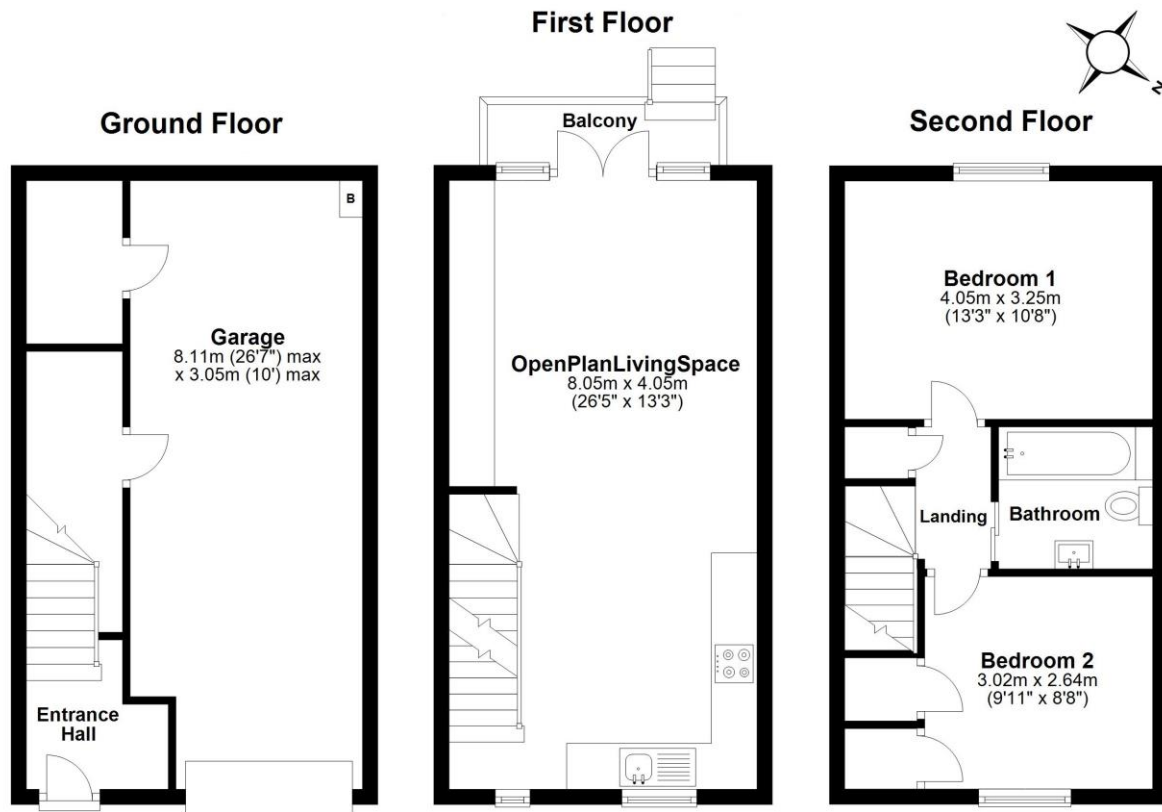 First Floor
Ground Floor
Second Floor
N
Balcony
B
Garage
8.11m (26'7") max
x 3.05m (10') max
Entrance
Hall
OpenPlanLivingSpace
8.05m x 4.05m
(26'5" x 13'3")
Bedroom 1
4.05m x 3.25m
(13'3" x 10'8")
Landing
Bathroom
Bedroom 2
3.02m x 2.64m
(9'11" x 8'8")